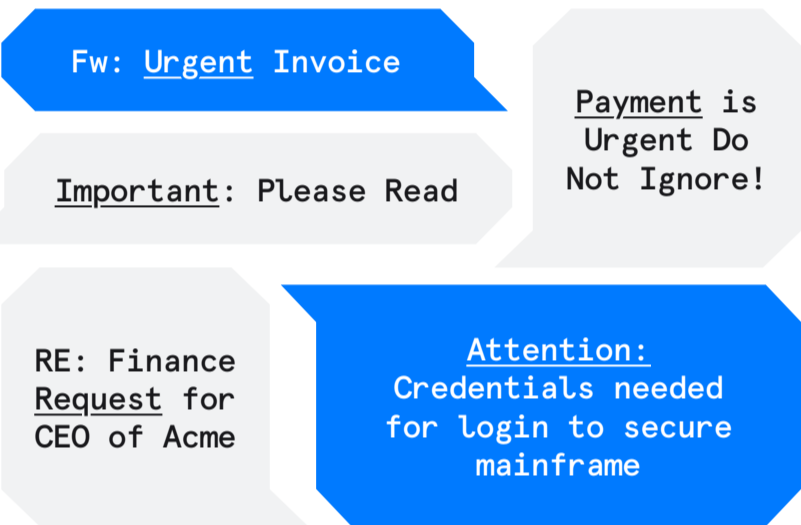 Fw: Urgent Invoice
Payment is
Urgent Do
Not Ignore!
Important: Please Read
RE: Finance
Request for
CEO of Acme
Attention:
Credentials needed
for login to secure
mainframe